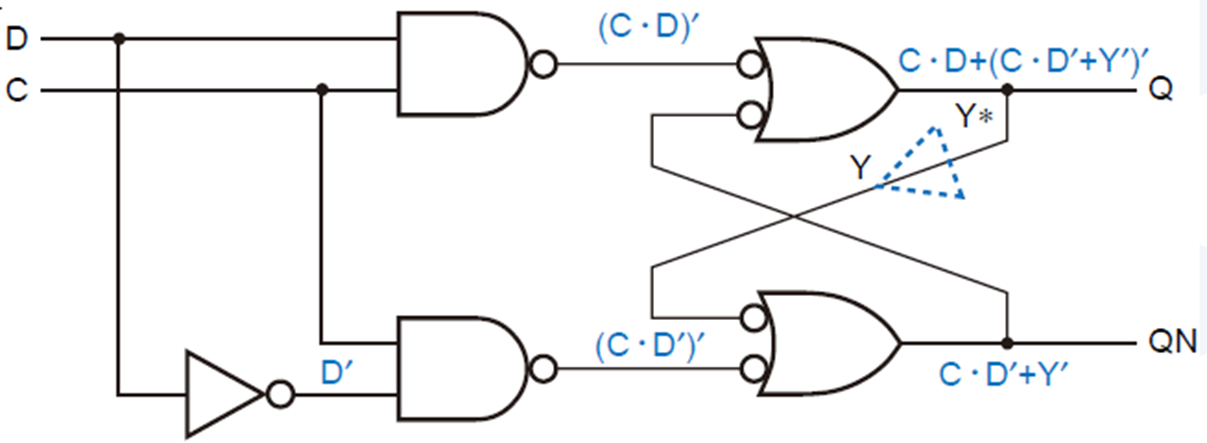 D
C
(C · D)′
C · D+(C · D′+Y′)′
Q
Y*
Y
D′
(C · D′)′
C · D′+Y′
QN